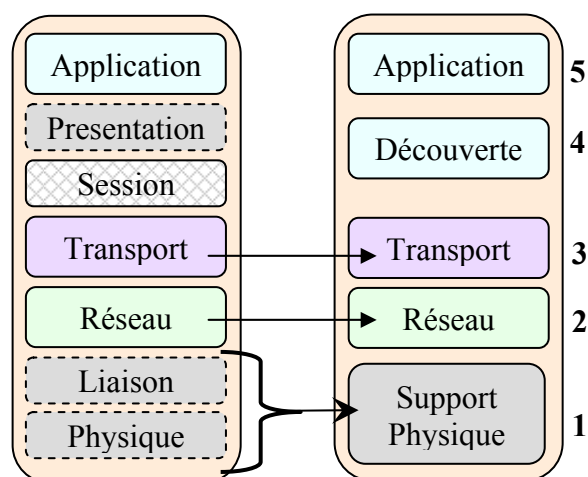 Application
Presentation
Session
Transport
Réseau
Liaison
Physique
Application 5
Découverte 4
Transport 3
Réseau 2
Support
Physique 1